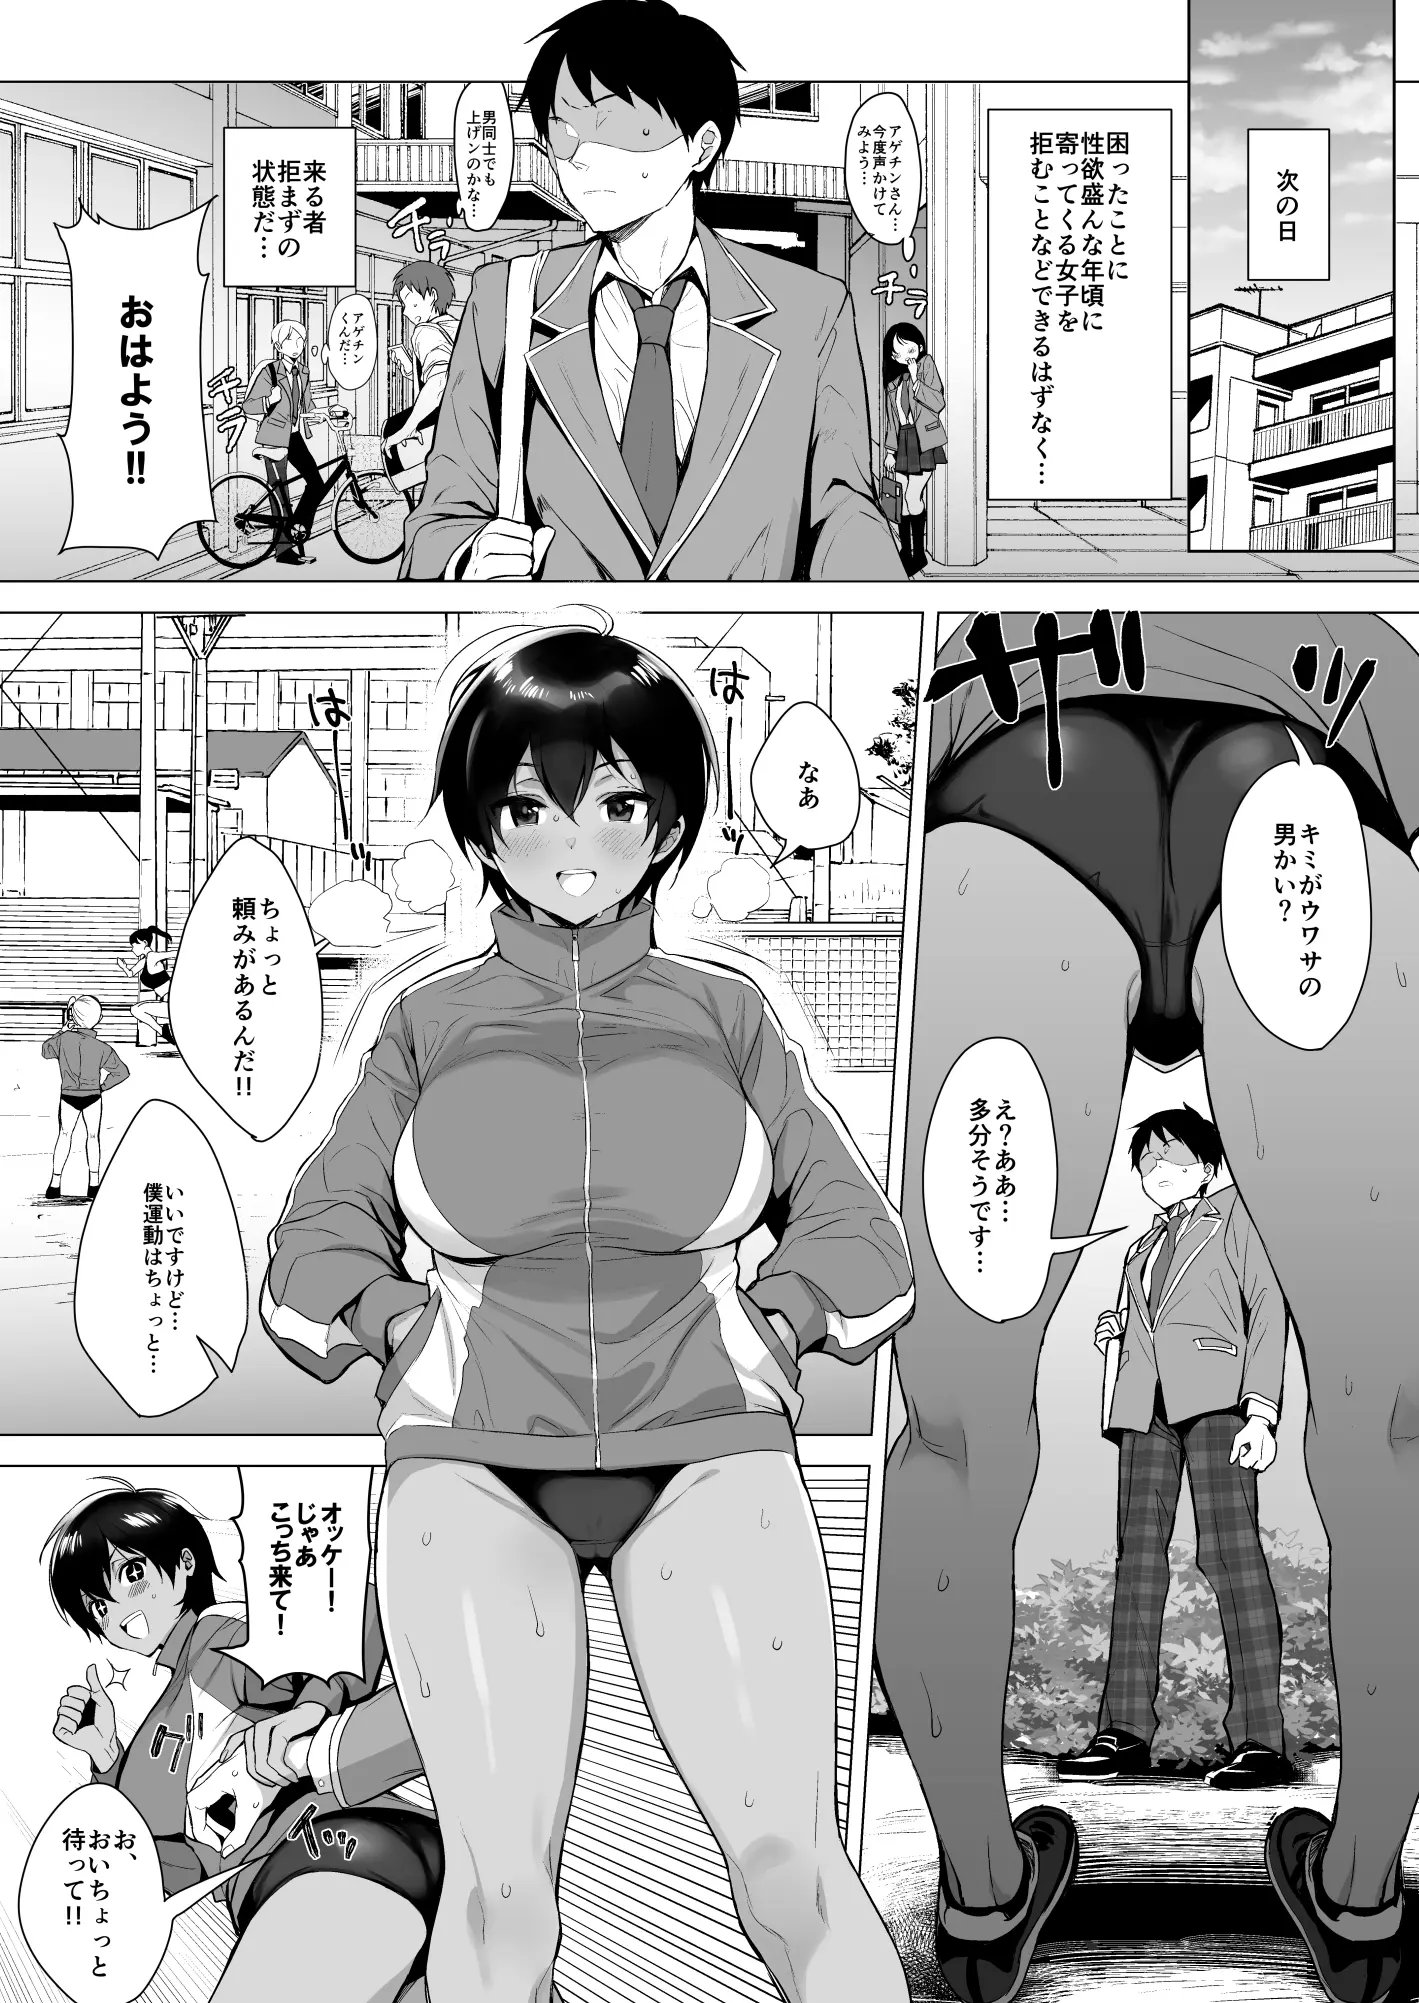 次の日
困ったことに
性欲盛んな年頃に
寄ってくる女子を
拒むことなどできるはずなく…
アゲチンさん…
今度声かけて
みよう…
チラ
男同士でも
上げンのかな…
チラ
アゲチン
くんだ…
チラ
来る者
拒まずの
状態だ…
おはよう!!
ザッ
キミがウワサの
男かい？
え？ああ…
多分そうです…
なあ
はーッ
はーッ
ちょっと
頼みがあるんだ!!
いいですけど…
僕運動はちょっと…
オッケー！
じゃあ
こっち来て！
グッ
グイッ
お、
おいちょっと
待って!!